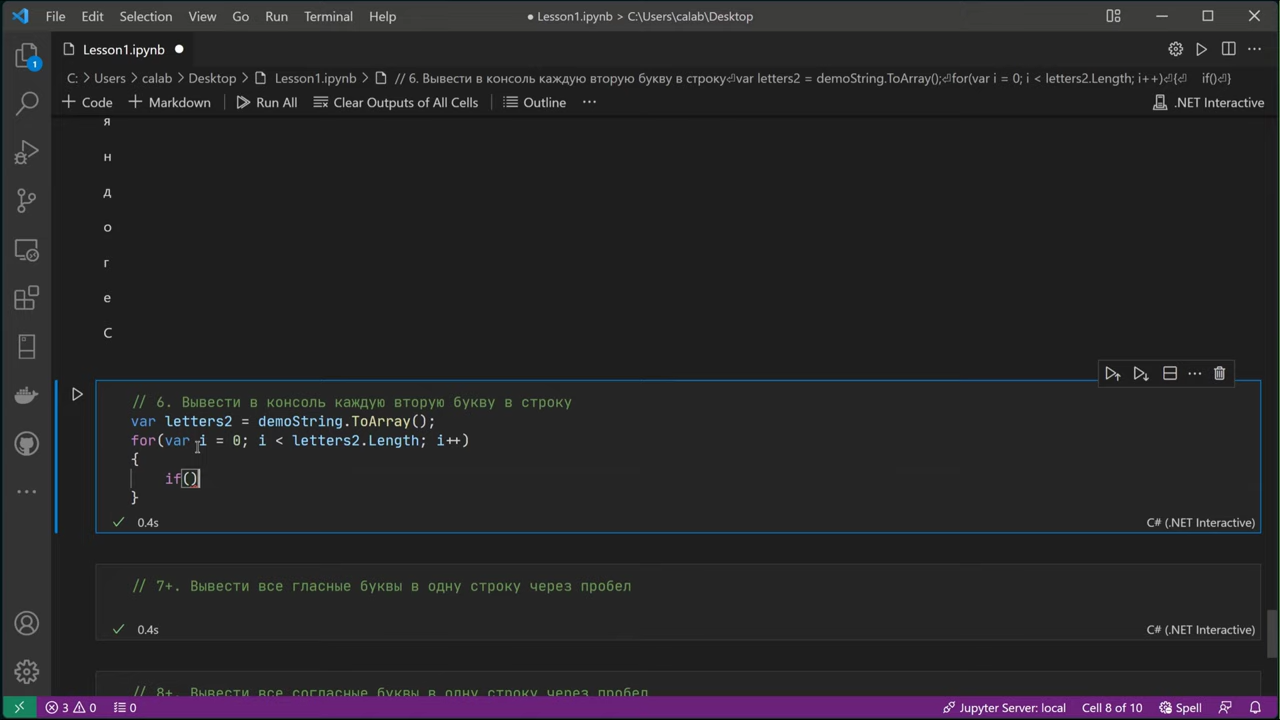 File Edit Selection View Go Run Terminal Help
● Lesson1.ipynb > C:\Users\calab\Desktop
Lesson1.ipynb ●
C: > Users > calab > Desktop > Lesson1.ipynb > // 6. Вывести в консоль каждую вторую букву в строку⏎var letters2 = demoString.ToArray();⏎for(var i = 0; i < letters2.Length; i++)⏎{⏎ if()⏎}
+ Code + Markdown Run All Clear Outputs of All Cells Outline ··· .NET Interactive
1
я
н
д
о
г
е
С
// 6. Вывести в консоль каждую вторую букву в строку
var letters2 = demoString.ToArray();
for(var i = 0; i < letters2.Length; i++)
{
if()
}
✓ 0.4s C# (.NET Interactive)
// 7+. Вывести все гласные буквы в одну строку через пробел
✓ 0.4s C# (.NET Interactive)
// 8+. Вывести все согласные буквы в одну строку через пробел
3 0 0 Jupyter Server: local Cell 8 of 10 Spell